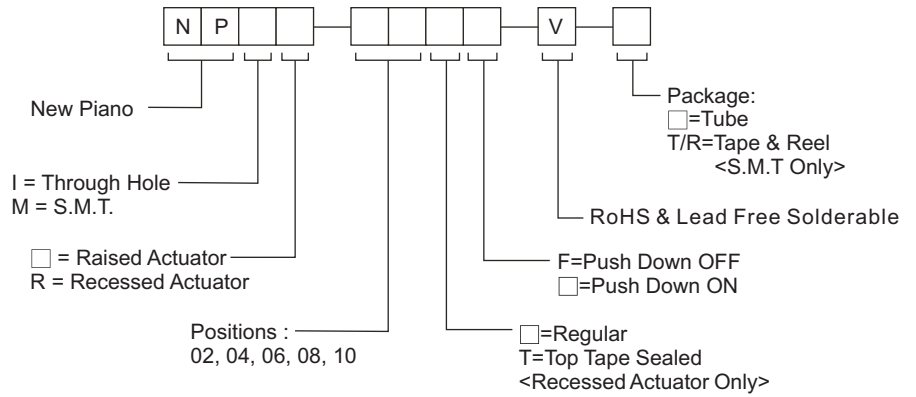 N P V
New Piano
Package:
□=Tube
T/R=Tape & Reel
<S.M.T Only>
I = Through Hole
M = S.M.T.
RoHS & Lead Free Solderable
□ = Raised Actuator
R = Recessed Actuator
F=Push Down OFF
□=Push Down ON
Positions :
02, 04, 06, 08, 10
□=Regular
T=Top Tape Sealed
<Recessed Actuator Only>